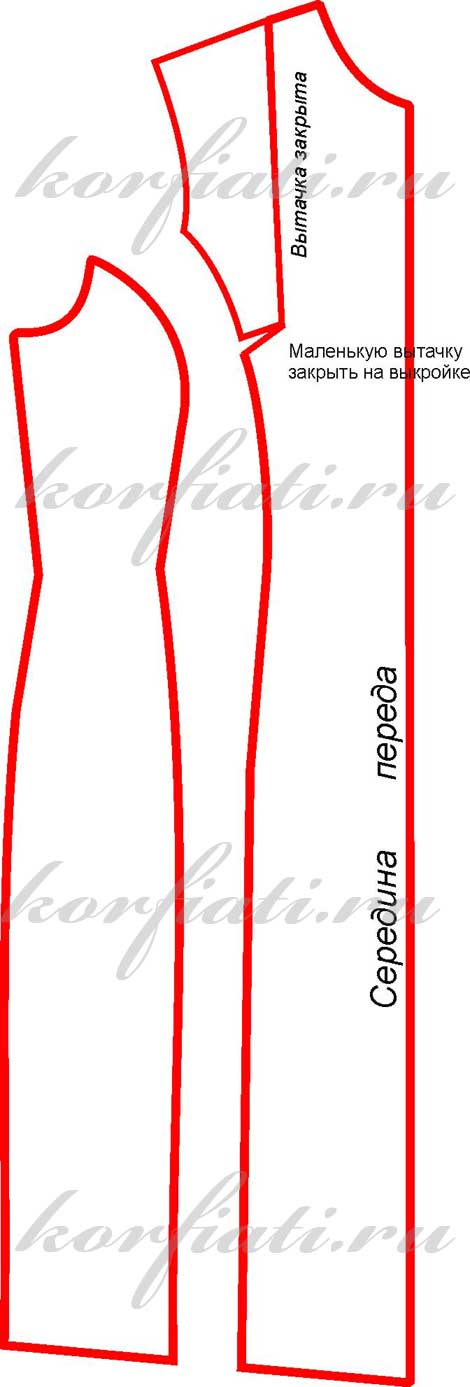 Вытачка закрыта
korfiati.ru
Маленькую вытачку
закрыть на выкройке
korfiati.ru
Середина переда
korfiati.ru
korfiati.ru